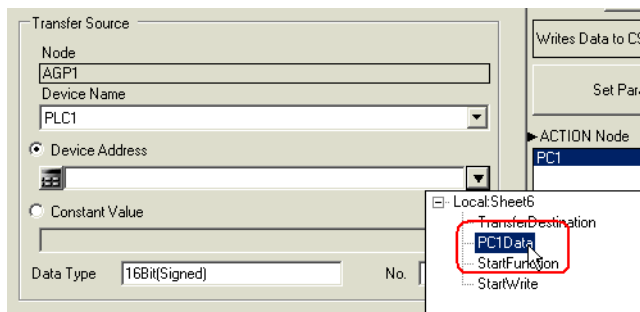 Transfer Source
Node
AGP1
Device Name
PLC1
Device Address
Constant Value
Data Type 16Bit(Signed) No.
Writes Data to CS
Set Par
ACTION Node
PC1
Local:Sheet6
TransferDestination
PC1Data
StartFunction
StartWrite